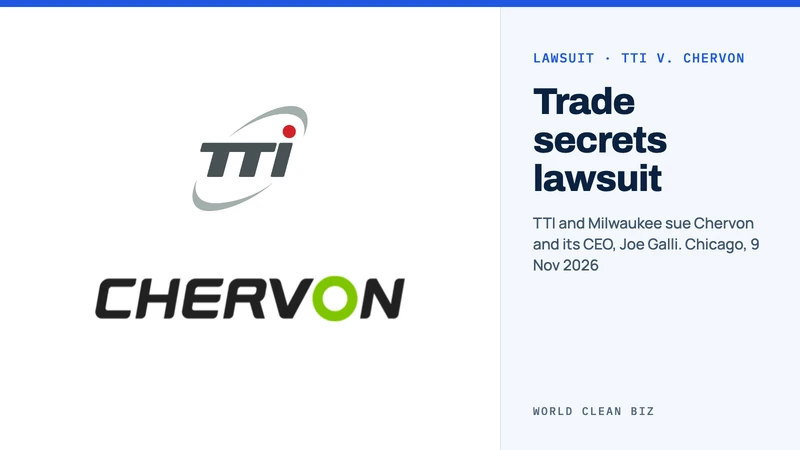 TTi
CHERVON
LAWSUIT · TTI V. CHERVON
Trade
secrets
lawsuit
TTI and Milwaukee sue Chervon
and its CEO, Joe Galli. Chicago, 9
Nov 2026
WORLD CLEAN BIZ